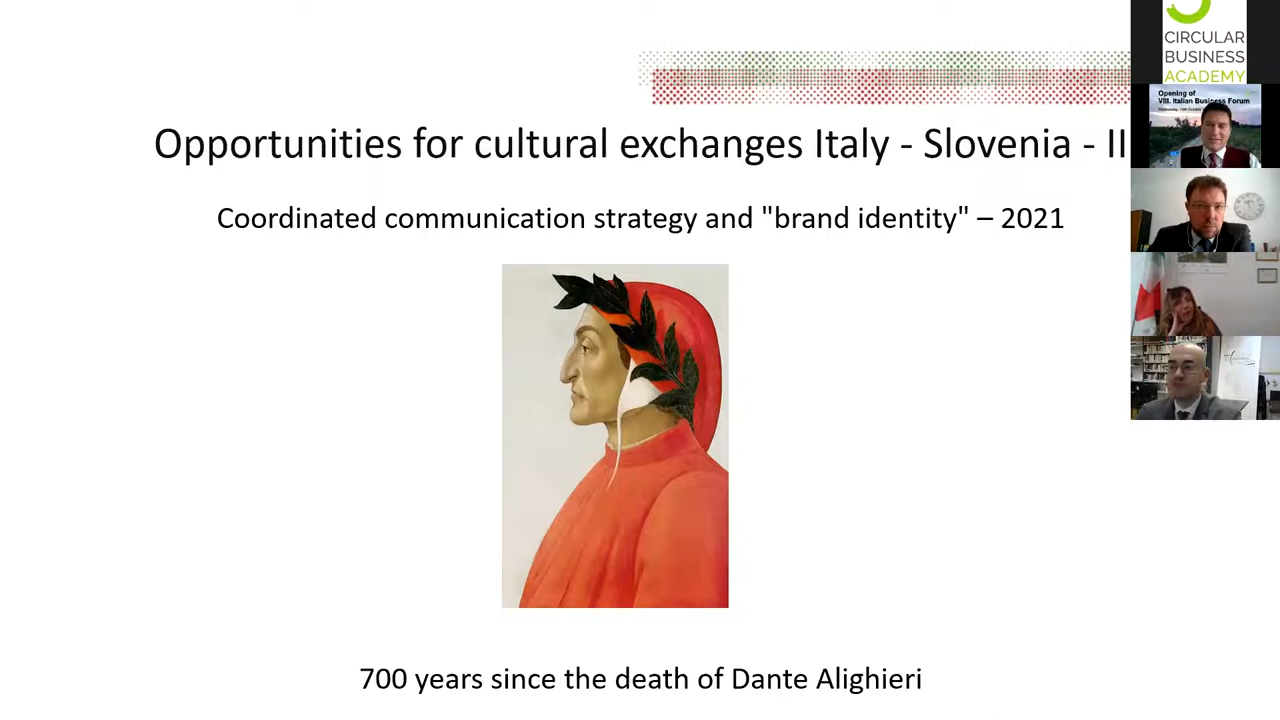 Opportunities for cultural exchanges Italy - Slovenia - II
Coordinated communication strategy and "brand identity" – 2021
700 years since the death of Dante Alighieri
CIRCULAR
BUSINESS
ACADEMY
Opening of
VIII. Italian Business Forum